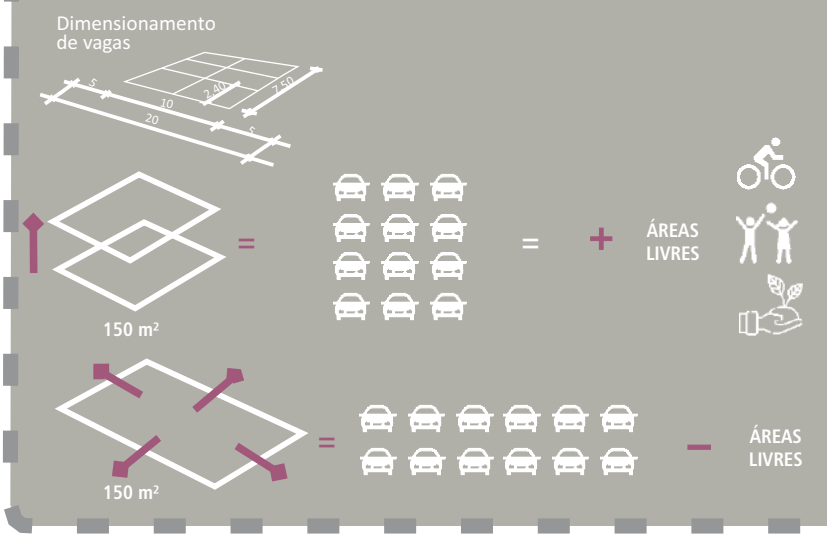 Dimensionamento
de vagas
5
10
20
5
2.40
7.50
=
=
+
ÁREAS
LIVRES
150 m²
=
−
ÁREAS
LIVRES
150 m²